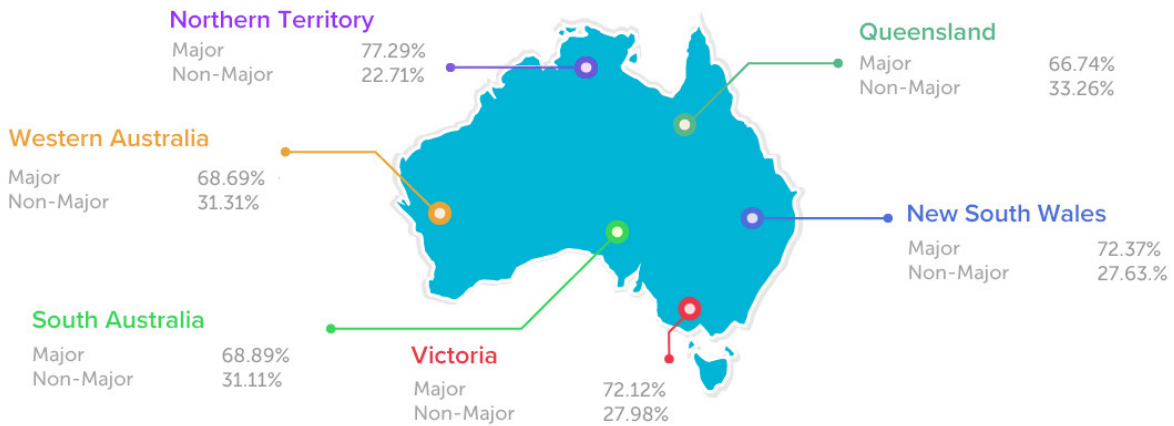 Northern Territory
Major 77.29%
Non-Major 22.71%
Queensland
Major 66.74%
Non-Major 33.26%
Western Australia
Major 68.69%
Non-Major 31.31%
New South Wales
Major 72.37%
Non-Major 27.63.%
South Australia
Major 68.89%
Non-Major 31.11%
Victoria
Major 72.12%
Non-Major 27.98%